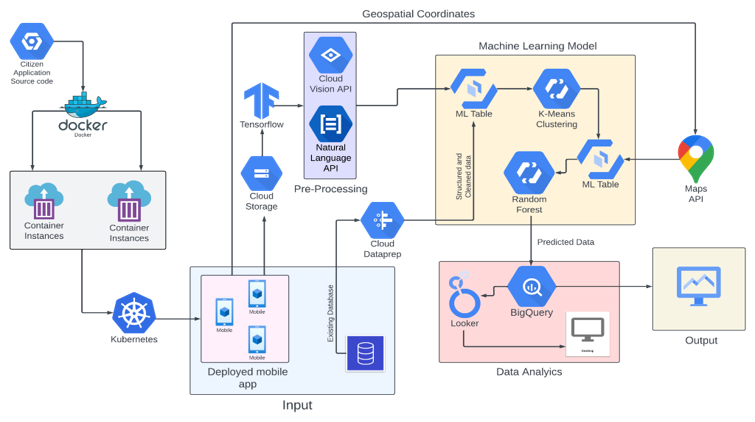 Geospatial Coordinates
Citizen
Application
Source code
docker
Docker
Container
Instances
Container
Instances
Kubernetes
Tensorflow
Cloud
Storage
Cloud
Vision API
Natural
Language
API
Pre-Processing
Machine Learning Model
ML Table
K-Means
Clustering
ML Table
Random
Forest
Structured and
Cleaned data
Maps
API
Cloud
Dataprep
Existing Database
Mobile
Mobile
Mobile
Deployed mobile
app
Input
Predicted Data
Looker
BigQuery
Data Analyics
Output